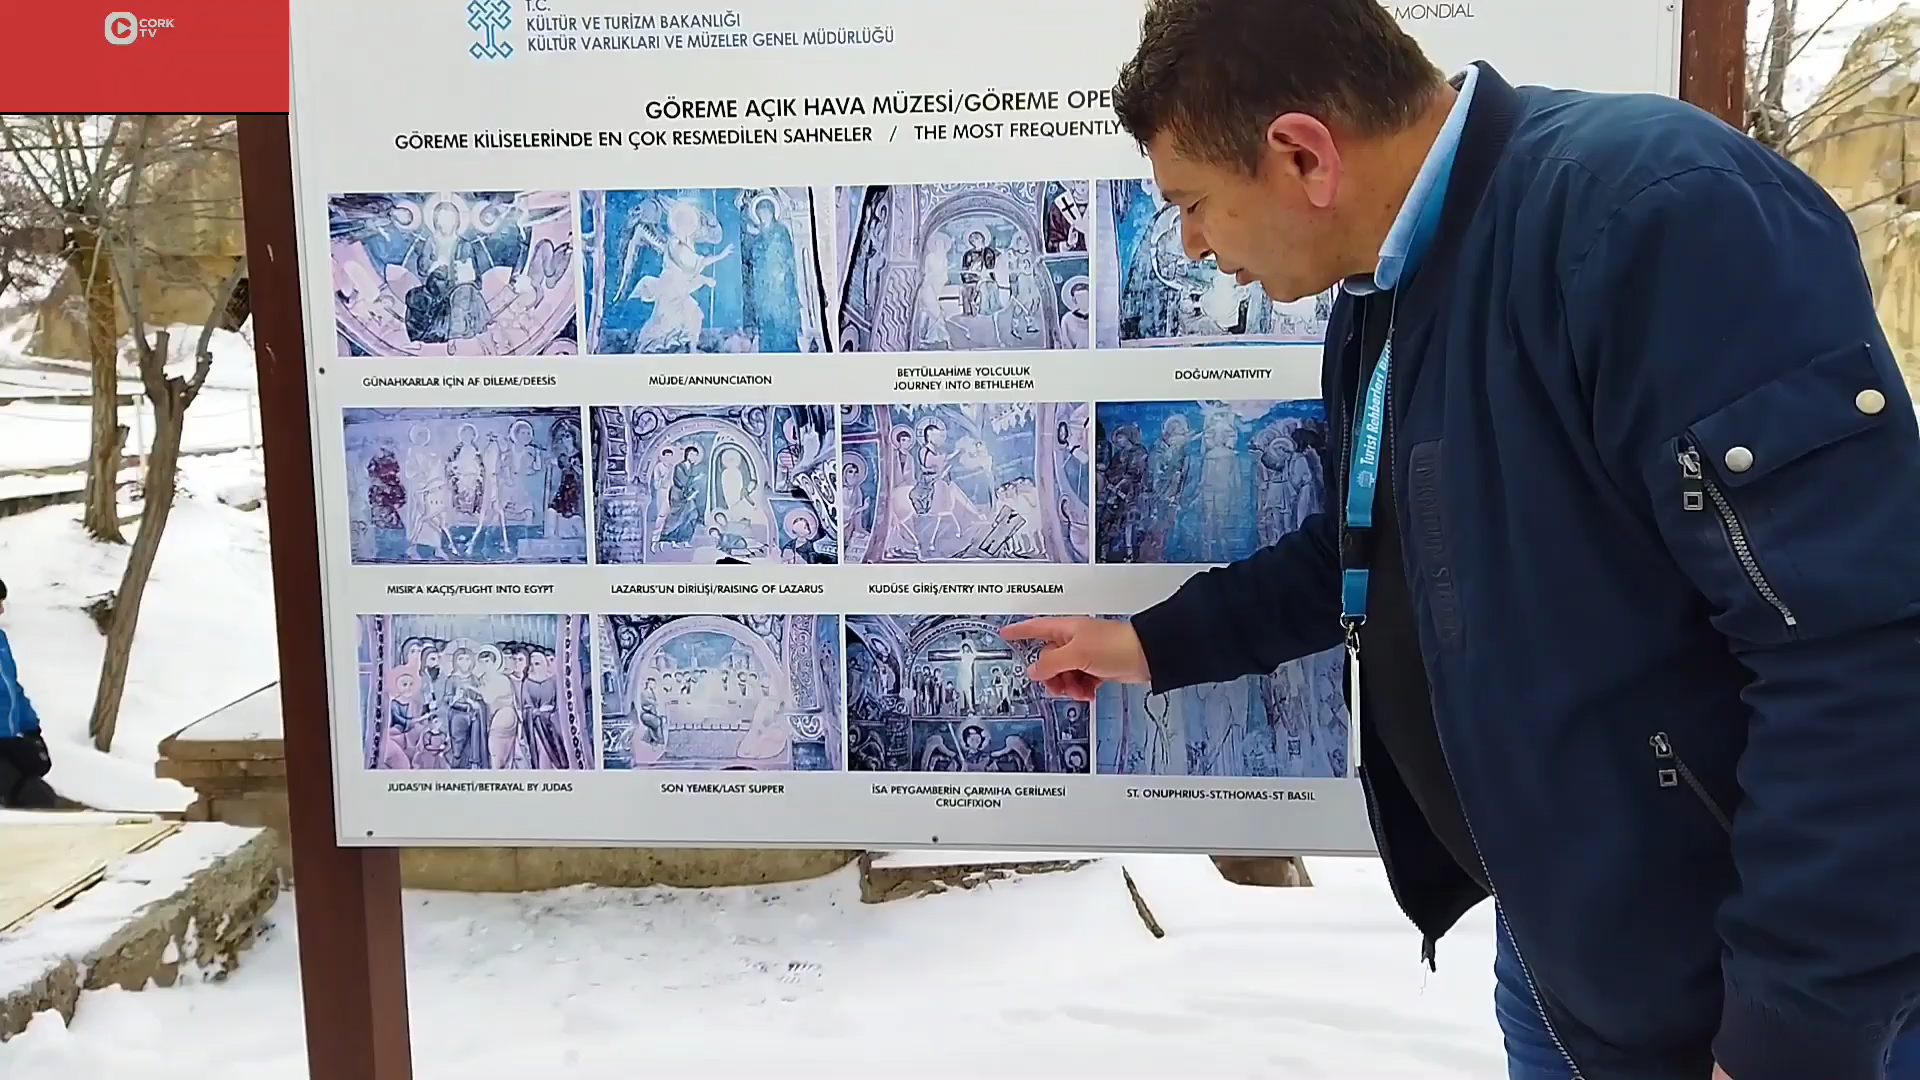 CORK
TV
T.C.
KÜLTÜR VE TURİZM BAKANLIĞI
KÜLTÜR VARLIKLARI VE MÜZELER GENEL MÜDÜRLÜĞÜ
MONDIAL
GÖREME AÇIK HAVA MÜZESİ/GÖREME OPE
GÖREME KİLİSELERİNDE EN ÇOK RESMEDİLEN SAHNELER / THE MOST FREQUENTLY
GÜNAHKARLAR İÇİN AF DİLEME/DEESIS
MÜJDE/ANNUNCIATION
BEYTÜLLAHİME YOLCULUK
JOURNEY INTO BETHLEHEM
DOĞUM/NATIVITY
MISIR'A KAÇIŞ/FLIGHT INTO EGYPT
LAZARUS'UN DİRİLİŞİ/RAISING OF LAZARUS
KUDÜSE GİRİŞ/ENTRY INTO JERUSALEM
JUDAS'IN İHANETİ/BETRAYAL BY JUDAS
SON YEMEK/LAST SUPPER
İSA PEYGAMBERİN ÇARMIHA GERİLMESİ
CRUCIFIXION
ST. ONUPHRIUS-ST.THOMAS-ST BASIL
Turist Rehberleri